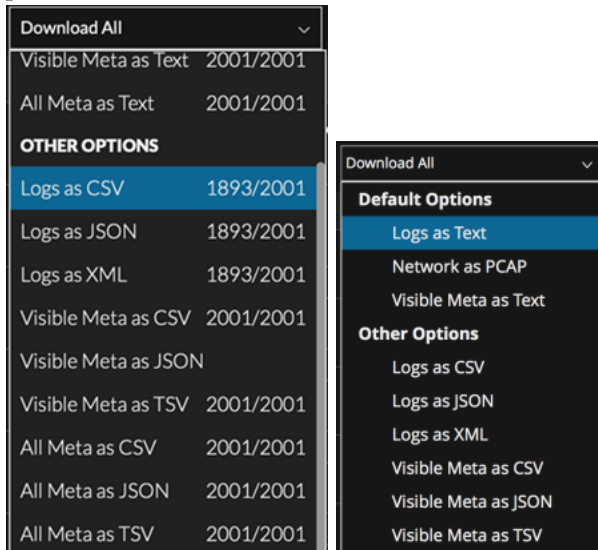 Download All
Visible Meta as Text 2001/2001
All Meta as Text 2001/2001
OTHER OPTIONS
Logs as CSV 1893/2001
Logs as JSON 1893/2001
Logs as XML 1893/2001
Visible Meta as CSV 2001/2001
Visible Meta as JSON
Visible Meta as TSV 2001/2001
All Meta as CSV 2001/2001
All Meta as JSON 2001/2001
All Meta as TSV 2001/2001
Download All
Default Options
Logs as Text
Network as PCAP
Visible Meta as Text
Other Options
Logs as CSV
Logs as JSON
Logs as XML
Visible Meta as CSV
Visible Meta as JSON
Visible Meta as TSV